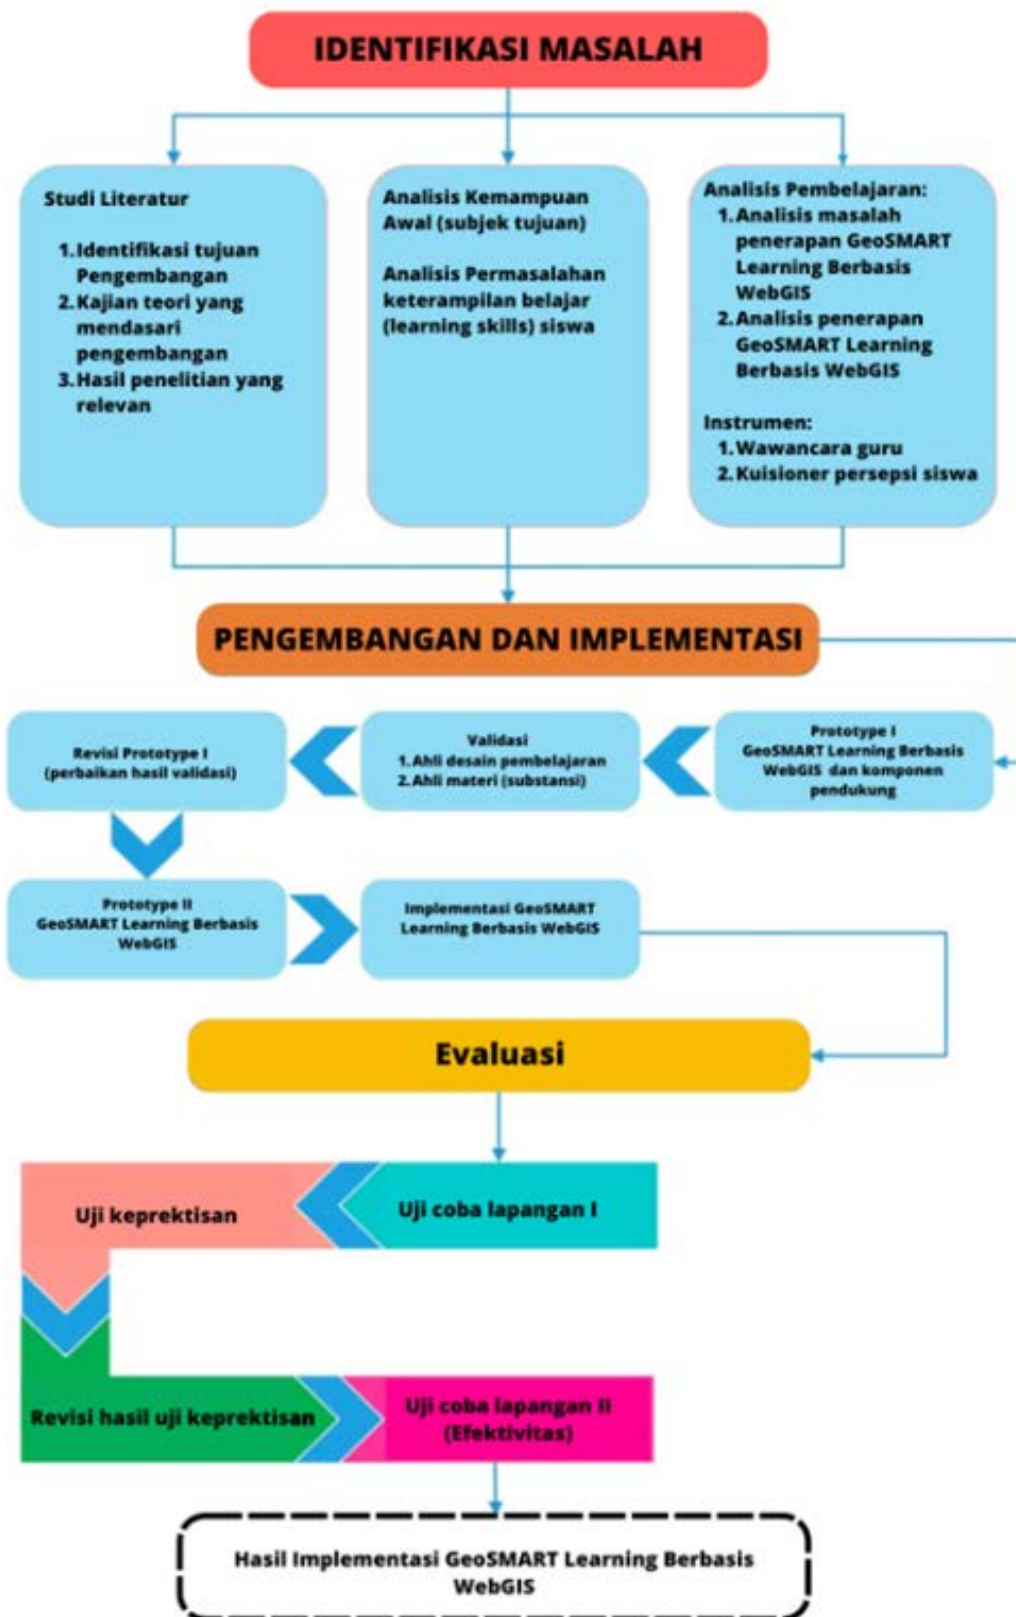 IDENTIFIKASI MASALAH
Studi Literatur
1. Identifikasi tujuan
Pengembangan
2. Kajian teori yang
mendasari
pengembangan
3. Hasil penelitian yang
relevan
Analisis Kemampuan
Awal (subjek tujuan)
Analisis Permasalahan
keterampilan belajar
(learning skills) siswa
Analisis Pembelajaran:
1. Analisis masalah
penerapan GeoSMART
Learning Berbasis
WebGIS
2. Analisis penerapan
GeoSMART Learning
Berbasis WebGIS
Instrumen:
1. Wawancara guru
2. Kuisioner persepsi siswa
PENGEMBANGAN DAN IMPLEMENTASI
Revisi Prototype I
(perbaikan hasil validasi)
Validasi
1. Ahli desain pembelajaran
2. Ahli materi (substansi)
Prototype I
GeoSMART Learning Berbasis
WebGIS dan komponen
pendukung
Prototype II
GeoSMART Learning Berbasis
WebGIS
Implementasi GeoSMART
Learning Berbasis WebGIS
Evaluasi
Uji keprektisan
Uji coba lapangan I
Revisi hasil uji keprektisan
Uji coba lapangan II
(Efektivitas)
Hasil Implementasi GeoSMART Learning Berbasis
WebGIS